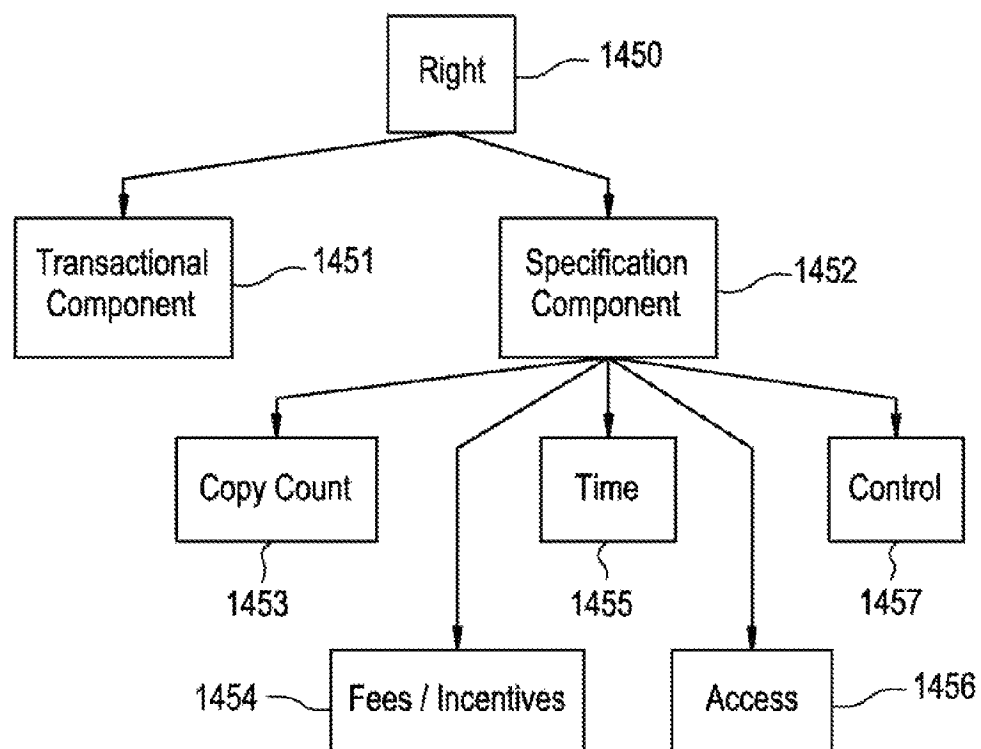 Right
1450
Transactional
Component
1451
Specification
Component
1452
Copy Count
1453
Time
1455
Control
1457
1454
Fees / Incentives
Access
1456